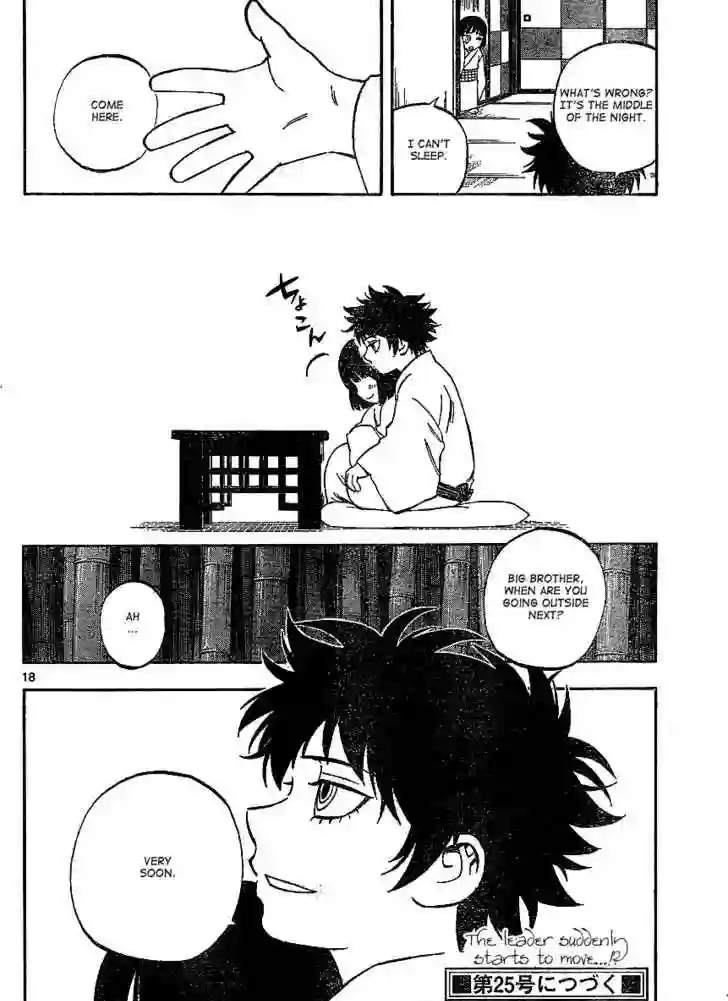 WHAT'S WRONG?
IT'S THE MIDDLE
OF THE NIGHT.
I CAN'T
SLEEP.
COME
HERE.
ちょこん
BIG BROTHER,
WHEN ARE YOU
GOING OUTSIDE
NEXT?
AH
...
18
VERY
SOON.
The leader suddenly
starts to move...!?
第25号につづく